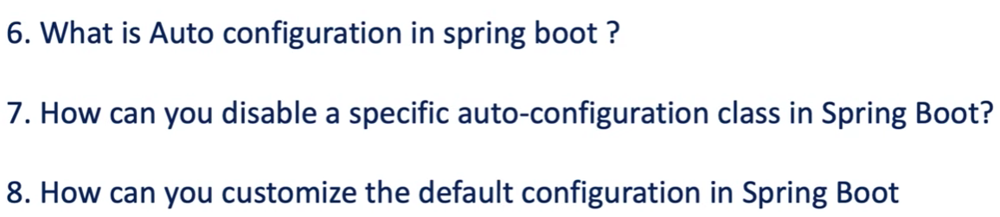 6. What is Auto configuration in spring boot ?
7. How can you disable a specific auto-configuration class in Spring Boot?
8. How can you customize the default configuration in Spring Boot